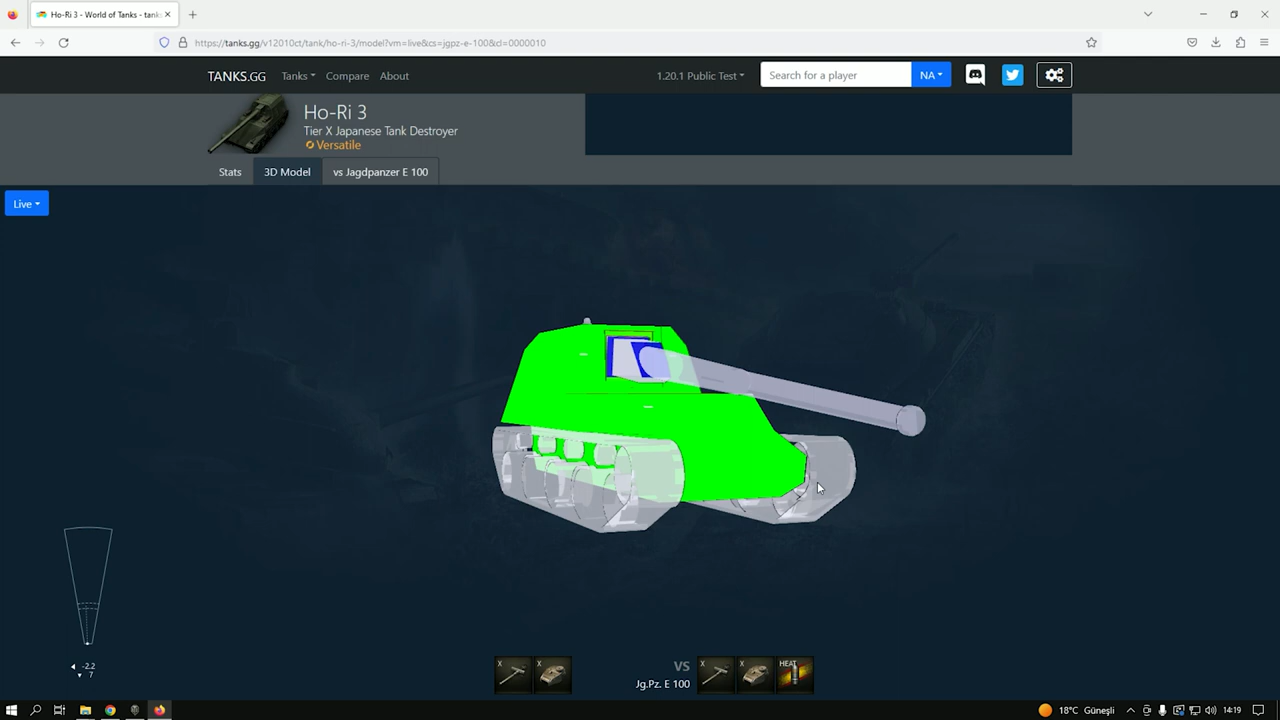 Ho-Ri 3 - World of Tanks - tank
https://tanks.gg/v12010ct/tank/ho-ri-3/model?vm=live&cs=jgpz-e-100&cl=0000010
TANKS.GG Tanks Compare About 1.20.1 Public Test Search for a player NA
Ho-Ri 3
Tier X Japanese Tank Destroyer
Versatile
Stats 3D Model vs Jagdpanzer E 100
Live
-2.2
7
X X VS X X HEAT
Jg.Pz. E 100
18°C Güneşli 14:19